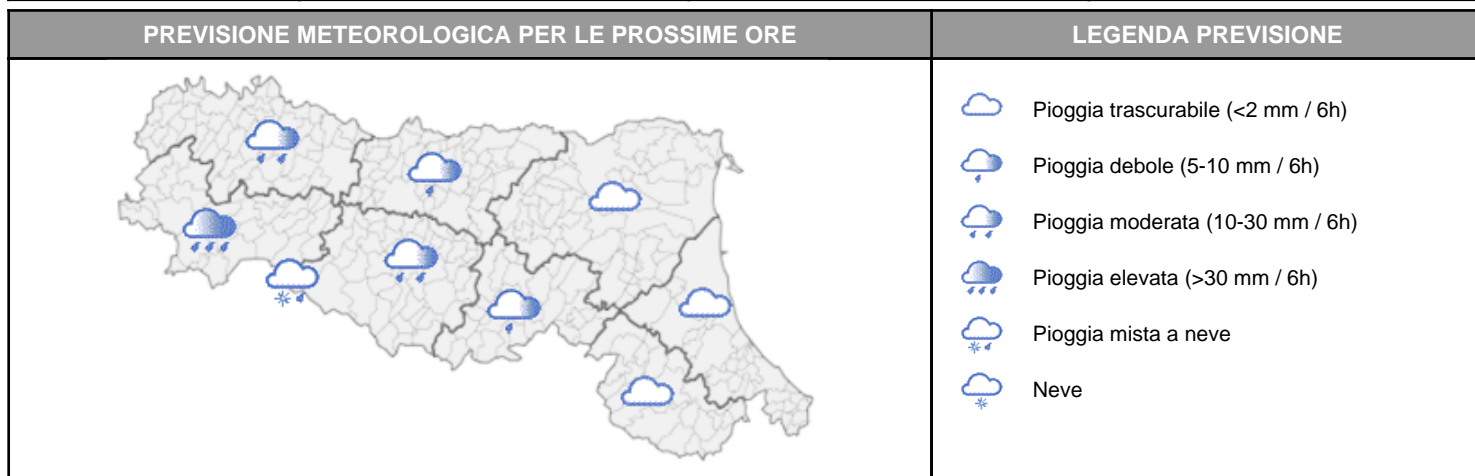 PREVISIONE METEOROLOGICA PER LE PROSSIME ORE
LEGENDA PREVISIONE
Pioggia trascurabile (<2 mm / 6h)
Pioggia debole (5-10 mm / 6h)
Pioggia moderata (10-30 mm / 6h)
Pioggia elevata (>30 mm / 6h)
Pioggia mista a neve
Neve